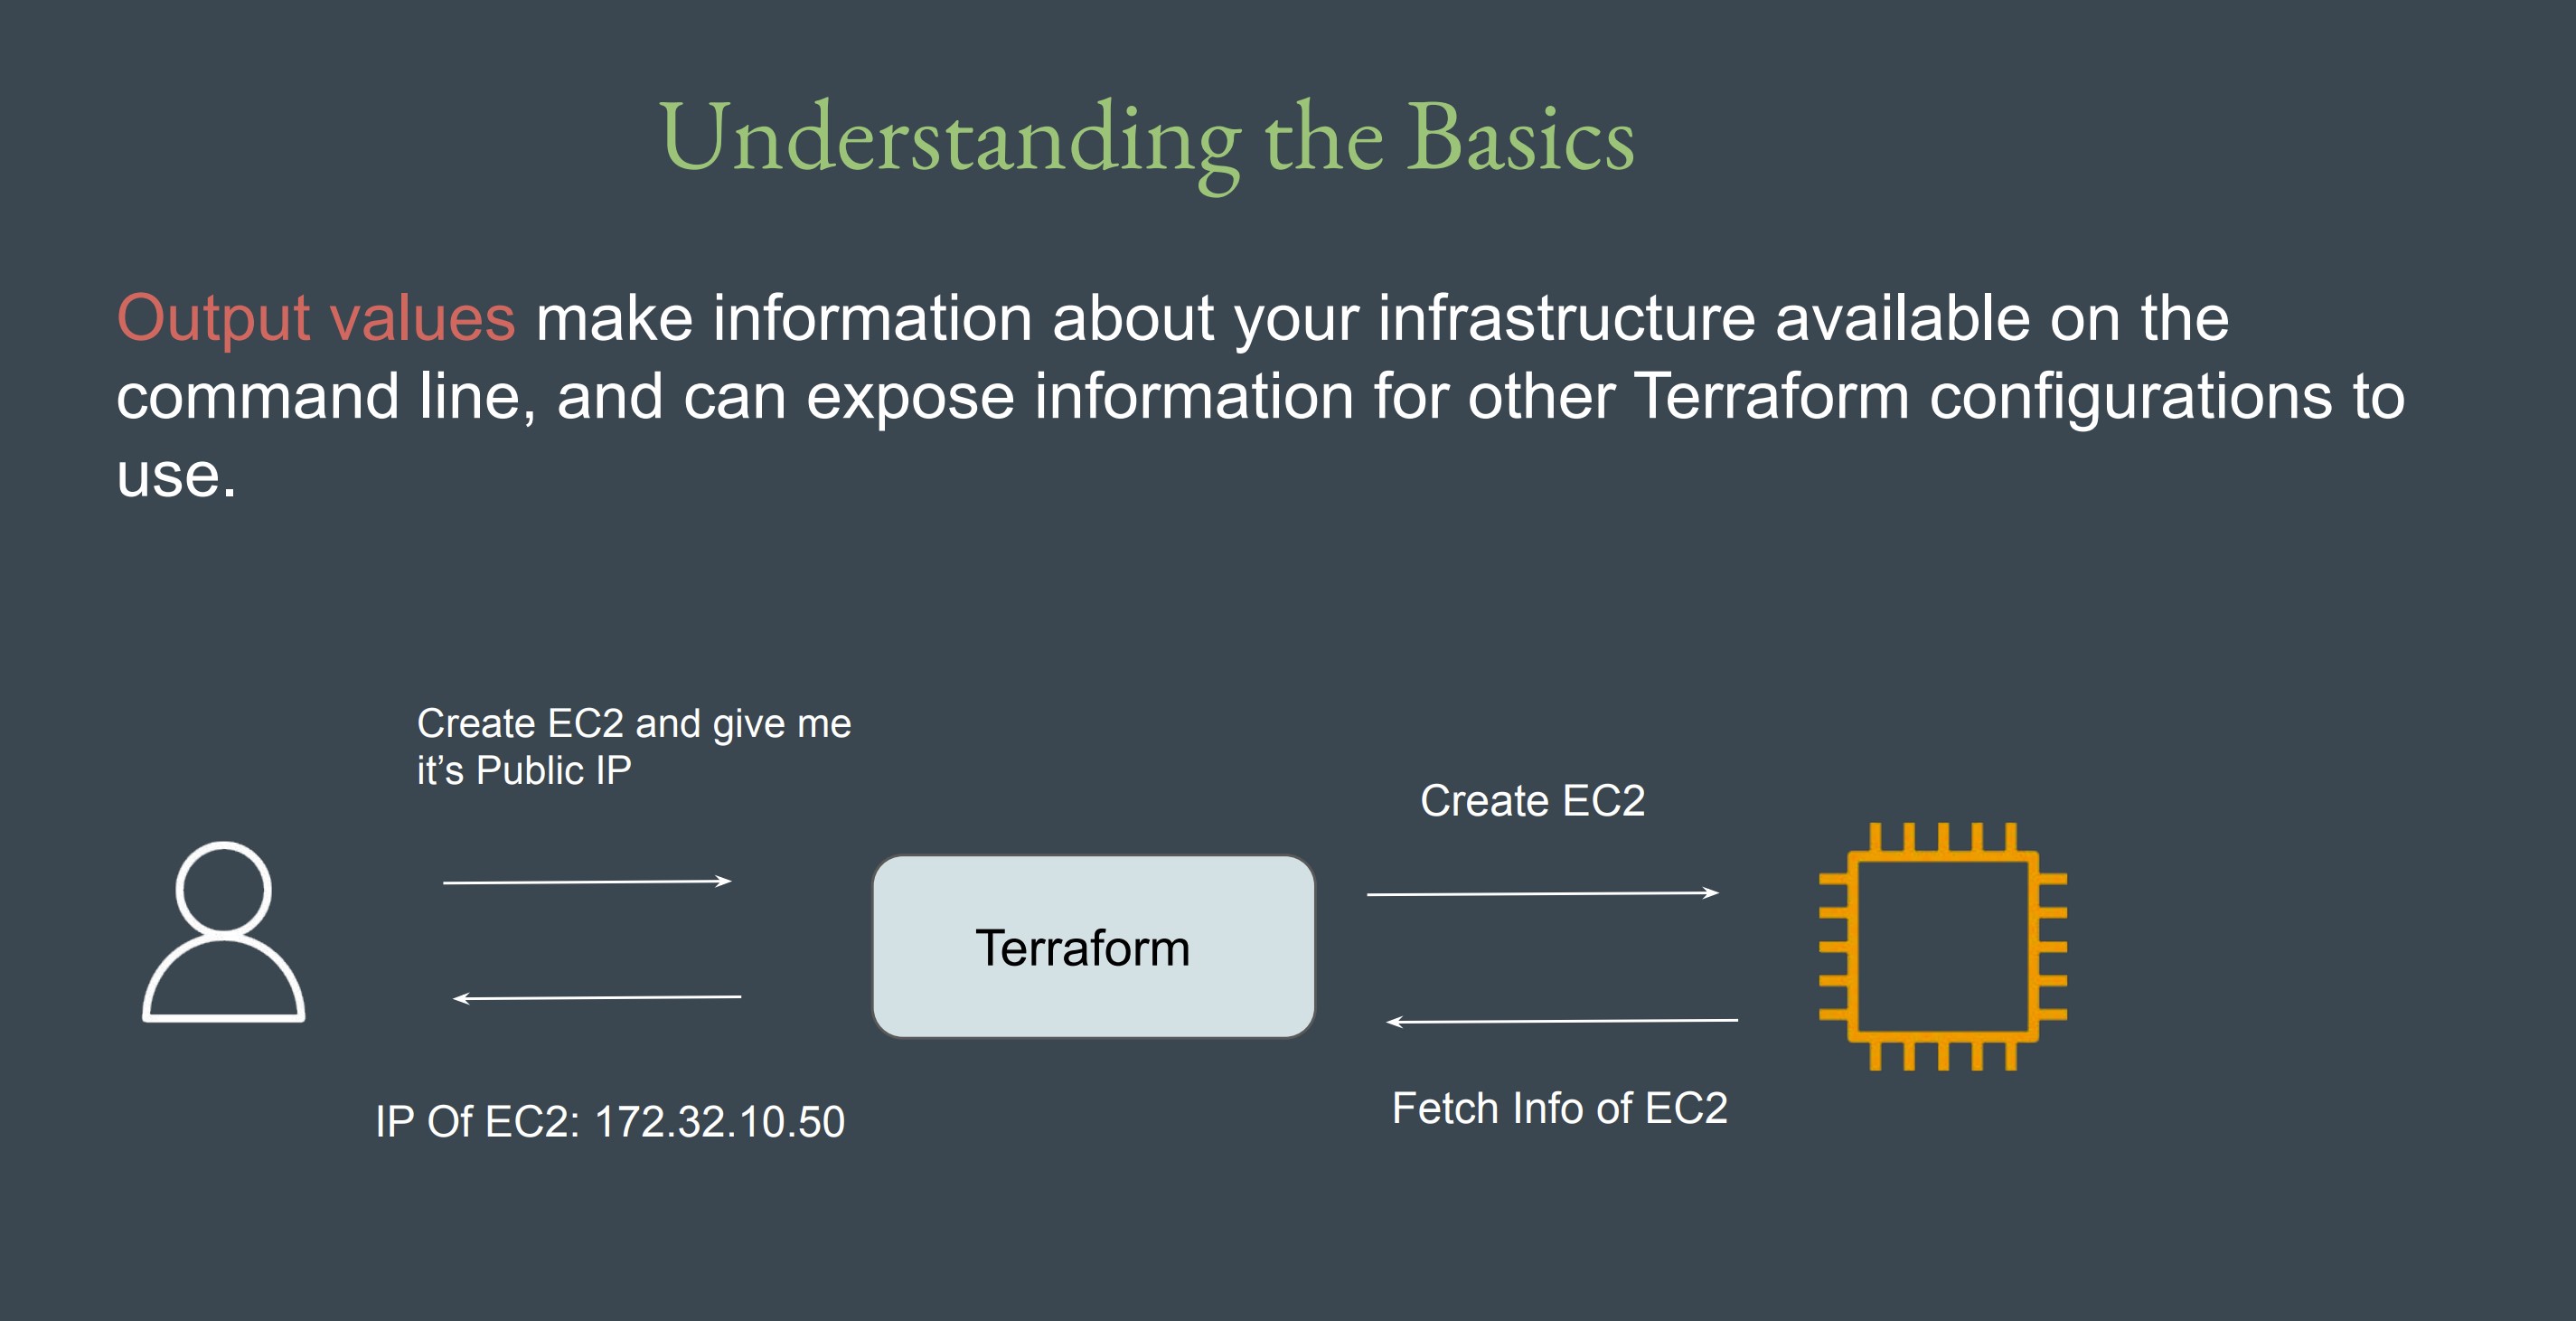 Understanding the Basics
Output values make information about your infrastructure available on the
command line, and can expose information for other Terraform configurations to
use.
Create EC2 and give me
it’s Public IP
Create EC2
Terraform
IP Of EC2: 172.32.10.50
Fetch Info of EC2